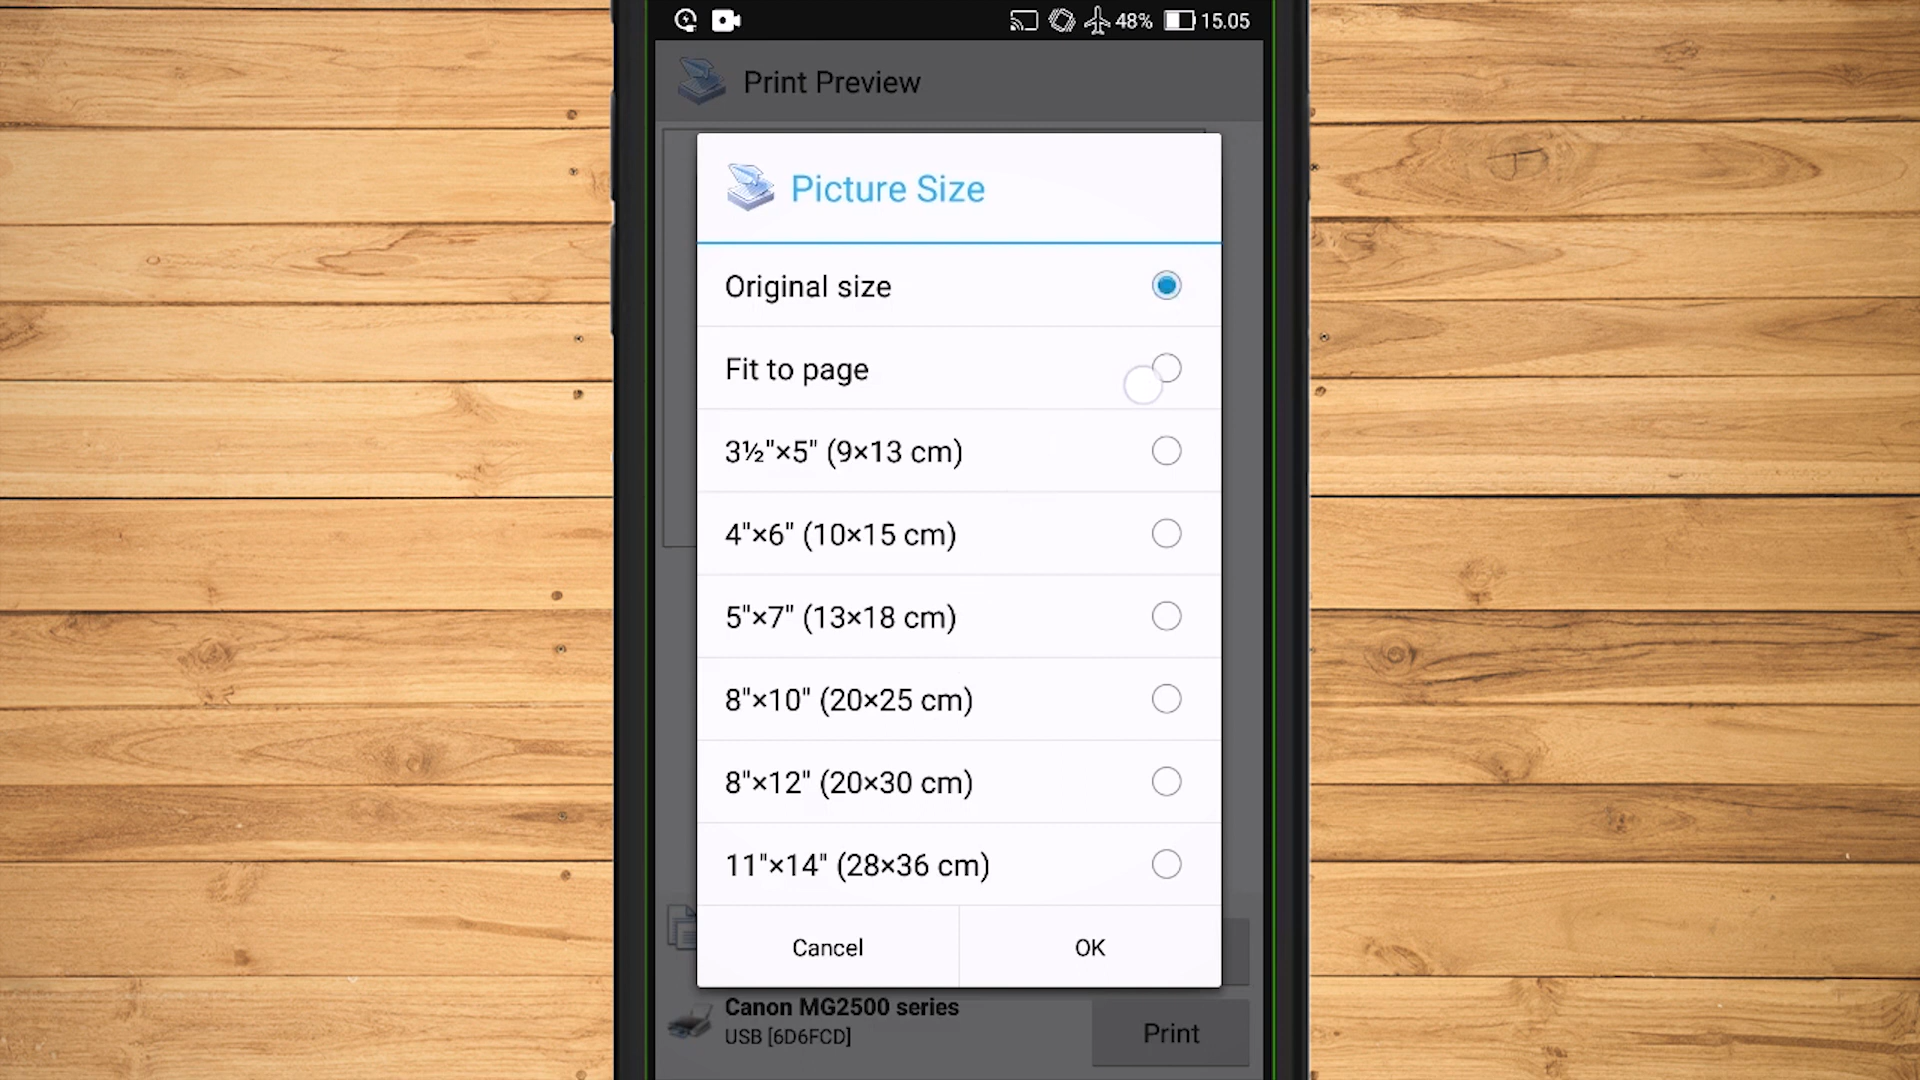 48% 15.05
Print Preview
Picture Size
Original size
Fit to page
3½"×5" (9×13 cm)
4"×6" (10×15 cm)
5"×7" (13×18 cm)
8"×10" (20×25 cm)
8"×12" (20×30 cm)
11"×14" (28×36 cm)
Cancel OK
Canon MG2500 series
USB [6D6FCD]
Print